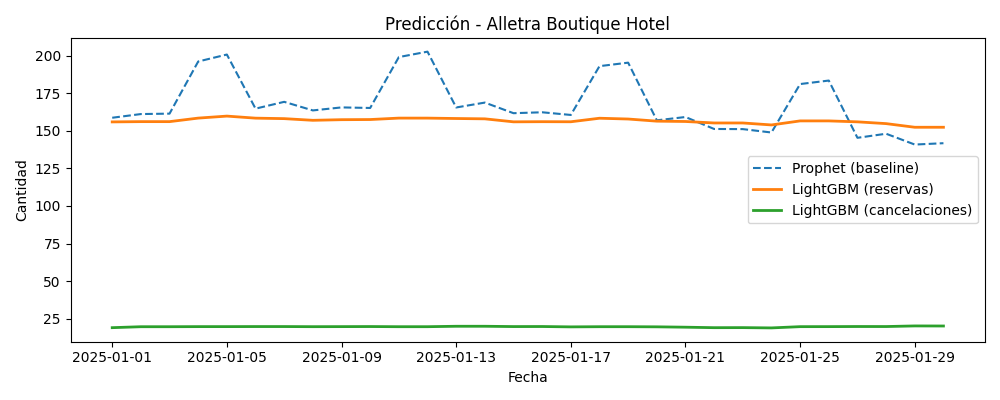 Predicción - Alletra Boutique Hotel
200
175
150
125
100
75
50
25
Cantidad
Prophet (baseline)
LightGBM (reservas)
LightGBM (cancelaciones)
2025-01-01 2025-01-05 2025-01-09 2025-01-13 2025-01-17 2025-01-21 2025-01-25 2025-01-29
Fecha